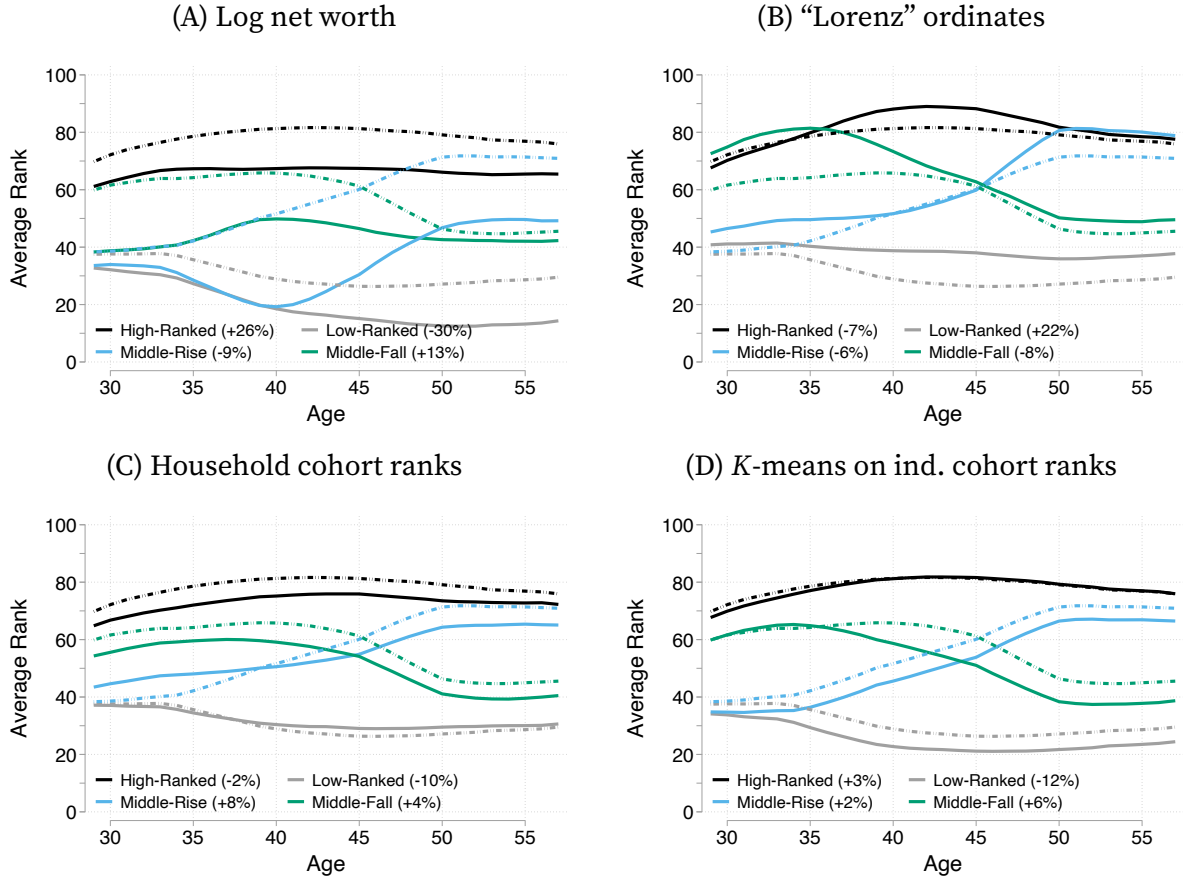 (A) Log net worth
100
80
60
40
20
0
Average Rank
High-Ranked (+26%) Low-Ranked (-30%)
Middle-Rise (-9%) Middle-Fall (+13%)
30 35 40 45 50 55
Age
(B) “Lorenz” ordinates
100
80
60
40
20
0
Average Rank
High-Ranked (-7%) Low-Ranked (+22%)
Middle-Rise (-6%) Middle-Fall (-8%)
30 35 40 45 50 55
Age
(C) Household cohort ranks
100
80
60
40
20
0
Average Rank
High-Ranked (-2%) Low-Ranked (-10%)
Middle-Rise (+8%) Middle-Fall (+4%)
30 35 40 45 50 55
Age
(D) K-means on ind. cohort ranks
100
80
60
40
20
0
Average Rank
High-Ranked (+3%) Low-Ranked (-12%)
Middle-Rise (+2%) Middle-Fall (+6%)
30 35 40 45 50 55
Age